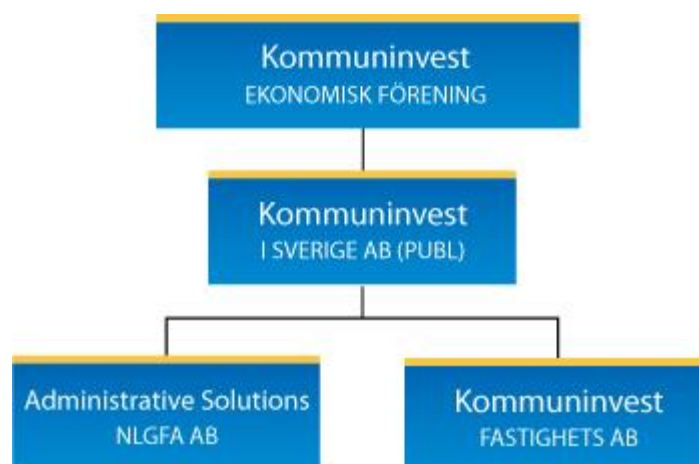 Kommuninvest
EKONOMISK FÖRENING
Kommuninvest
I SVERIGE AB (PUBL)
Administrative Solutions
NLGFA AB
Kommuninvest
FASTIGHETS AB